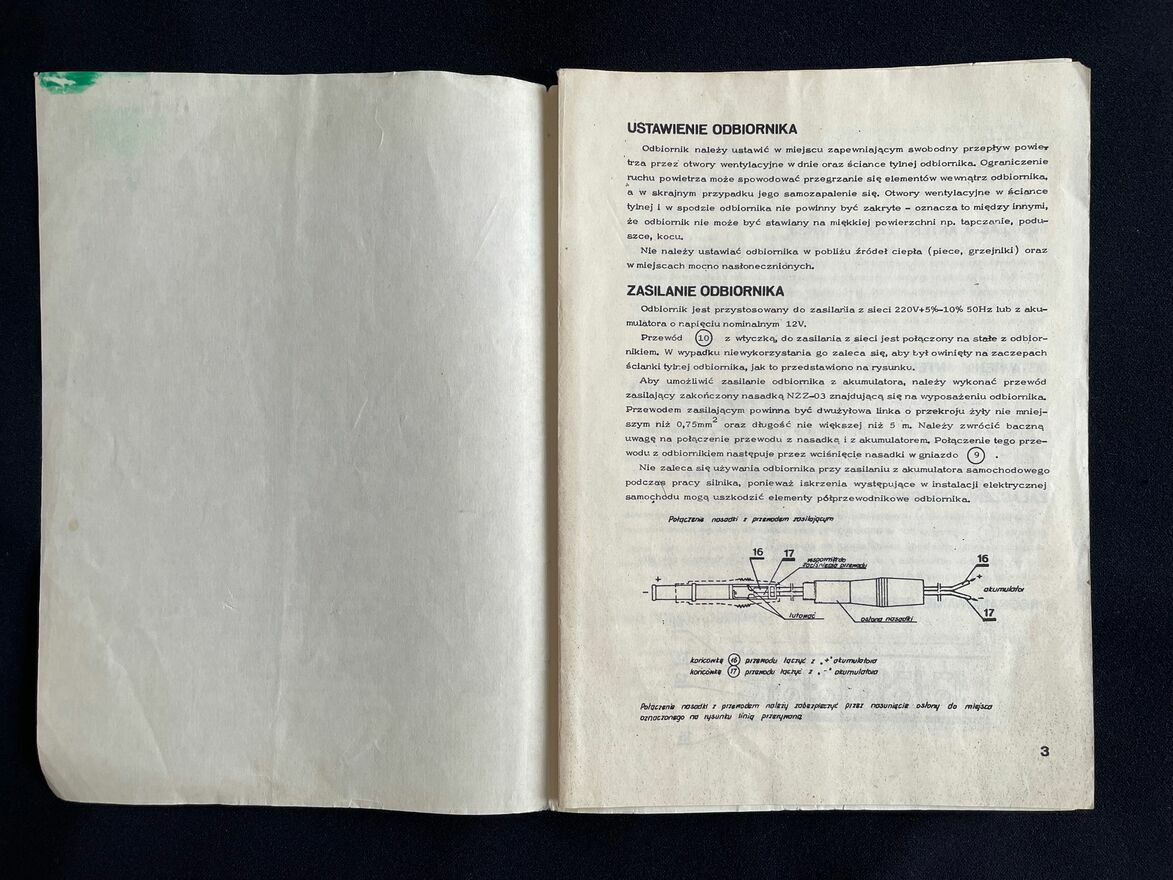 USTAWIENIE ODBIORNIKA
Odbiornik należy ustawić w miejscu zapewniającym swobodny przepływ powie-
trza przez otwory wentylacyjne w dnie oraz ściance tylnej odbiornika. Ograniczenie
ruchu powietrza może spowodować przegrzanie się elementów wewnątrz odbiornika,
a w skrajnym przypadku jego samozapalenie się. Otwory wentylacyjne w ściance
tylnej i w spodzie odbiornika nie powinny być zakryte - oznacza to między innymi,
że odbiornik nie może być stawiany na miękkiej powierzchni np. tapczanie, podu-
szce, kocu.
Nie należy ustawiać odbiornika w pobliżu źródeł ciepła (piece, grzejniki) oraz
w miejscach mocno nasłonecznionych.
ZASILANIE ODBIORNIKA
Odbiornik jest przystosowany do zasilania z sieci 220V+5%-10% 50Hz lub z aku-
mulatora o napięciu nominalnym 12V.
Przewód 10 z wtyczką, do zasilania z sieci jest połączony na stałe z odbior-
nikiem. W wypadku niewykorzystania go zaleca się, aby był owinięty na zaczepach
ścianki tylnej odbiornika, jak to przedstawiono na rysunku.
Aby umożliwić zasilanie odbiornika z akumulatora, należy wykonać przewód
zasilający zakończony nasadką NZZ-03 znajdującą się na wyposażeniu odbiornika.
Przewodem zasilającym powinna być dwużyłowa linka o przekroju żyły nie mniej-
szym niż 0,75mm2 oraz długość nie większej niż 5 m. Należy zwrócić baczną
uwagę na połączenie przewodu z nasadką i z akumulatorem. Połączenie tego prze-
wodu z odbiornikiem następuje przez wciśnięcie nasadki w gniazdo 9 .
Nie zaleca się używania odbiornika przy zasilaniu z akumulatora samochodowego
podczas pracy silnika, ponieważ iskrzenia występujące w instalacji elektrycznej
samochodu mogą uszkodzić elementy półprzewodnikowe odbiornika.
Połączenie nasadki z przewodem zasilającym
16 17 wspornik do
zaciśnięcia przewodu
16
+ - + akumulator -
17
lutować
osłona nasadki
końcówkę 16 przewodu łączyć z „+" akumulatora
końcówkę 17 przewodu łączyć z „-" akumulatora
Połączenie nasadki z przewodem należy zabezpieczyć przez nasunięcie osłony do miejsca
oznaczonego na rysunku linią przerywaną
3